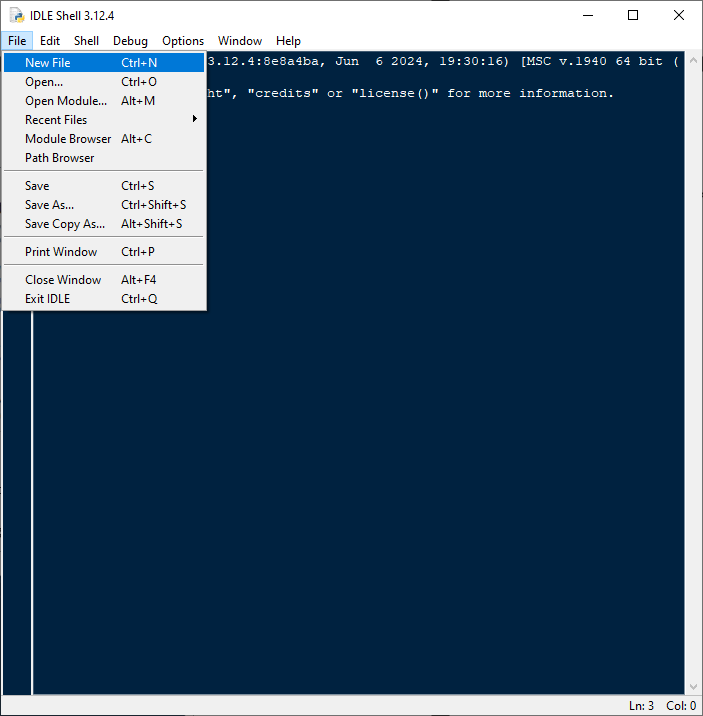 IDLE Shell 3.12.4
File Edit Shell Debug Options Window Help
New File Ctrl+N
3.12.4:8e8a4ba, Jun  6 2024, 19:30:16) [MSC v.1940 64 bit (
Open... Ctrl+O
Open Module... Alt+M
ht", "credits" or "license()" for more information.
Recent Files
Module Browser Alt+C
Path Browser
Save Ctrl+S
Save As... Ctrl+Shift+S
Save Copy As... Alt+Shift+S
Print Window Ctrl+P
Close Window Alt+F4
Exit IDLE Ctrl+Q
Ln: 3 Col: 0